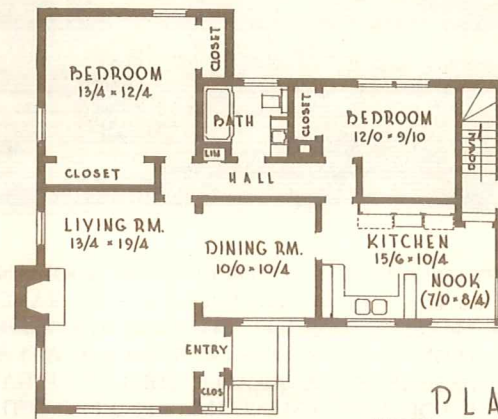 CLOSET
BEDROOM
13/4 × 12/4
BATH
CLOSET
BEDROOM
12/0 × 9/10
DOWN
LIN
CLOSET
HALL
LIVING RM.
13/4 × 19/4
DINING RM.
10/0 × 10/4
KITCHEN
15/6 × 10/4
NOOK
(7/0 × 8/4)
ENTRY
CLOS
PLA